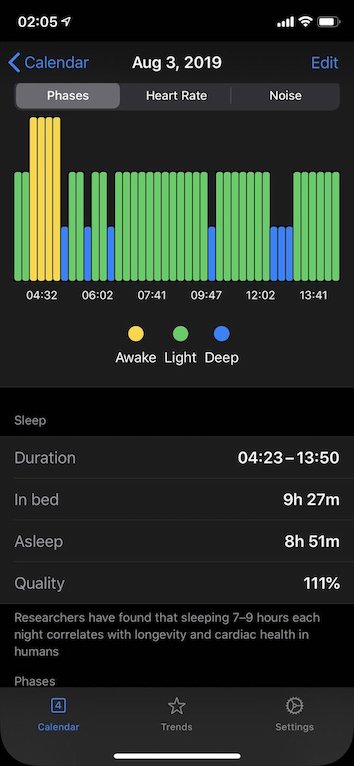 02:05
Calendar
Aug 3, 2019
Edit
Phases
Heart Rate
Noise
04:32 06:02 07:41 09:47 12:02 13:41
Awake Light Deep
Sleep
Duration 04:23–13:50
In bed 9h 27m
Asleep 8h 51m
Quality 111%
Researchers have found that sleeping 7–9 hours each
night correlates with longevity and cardiac health in
humans
Phases
4
Calendar
Trends
Settings